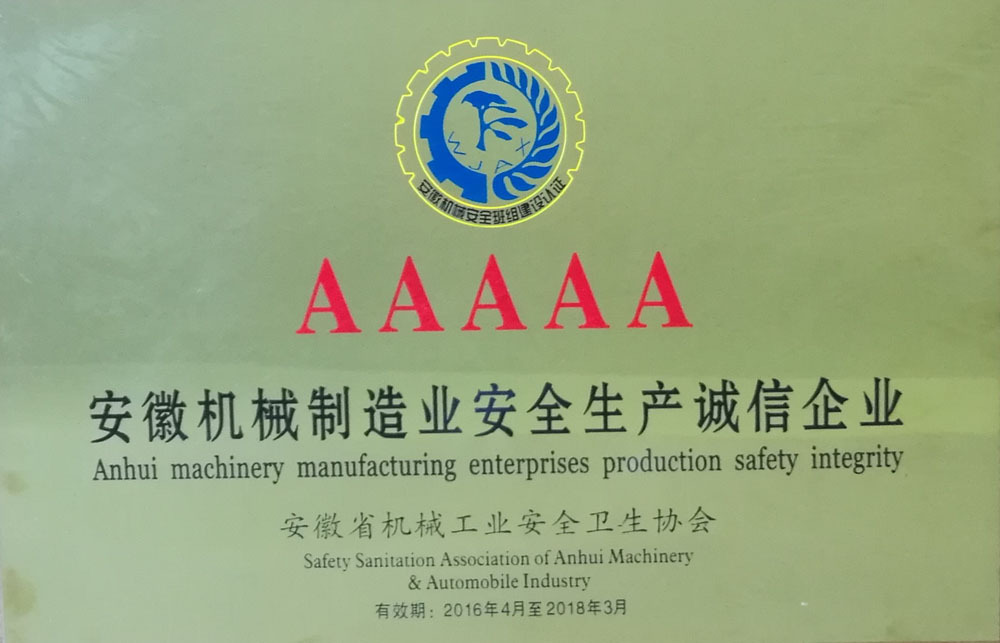 W J A X
安徽机械安全班组建设认证
AAAAA
安徽机械制造业安全生产诚信企业
Anhui machinery manufacturing enterprises production safety integrity
安徽省机械工业安全卫生协会
Safety Sanitation Association of Anhui Machinery
& Automobile Industry
有效期：2016年4月至2018年3月